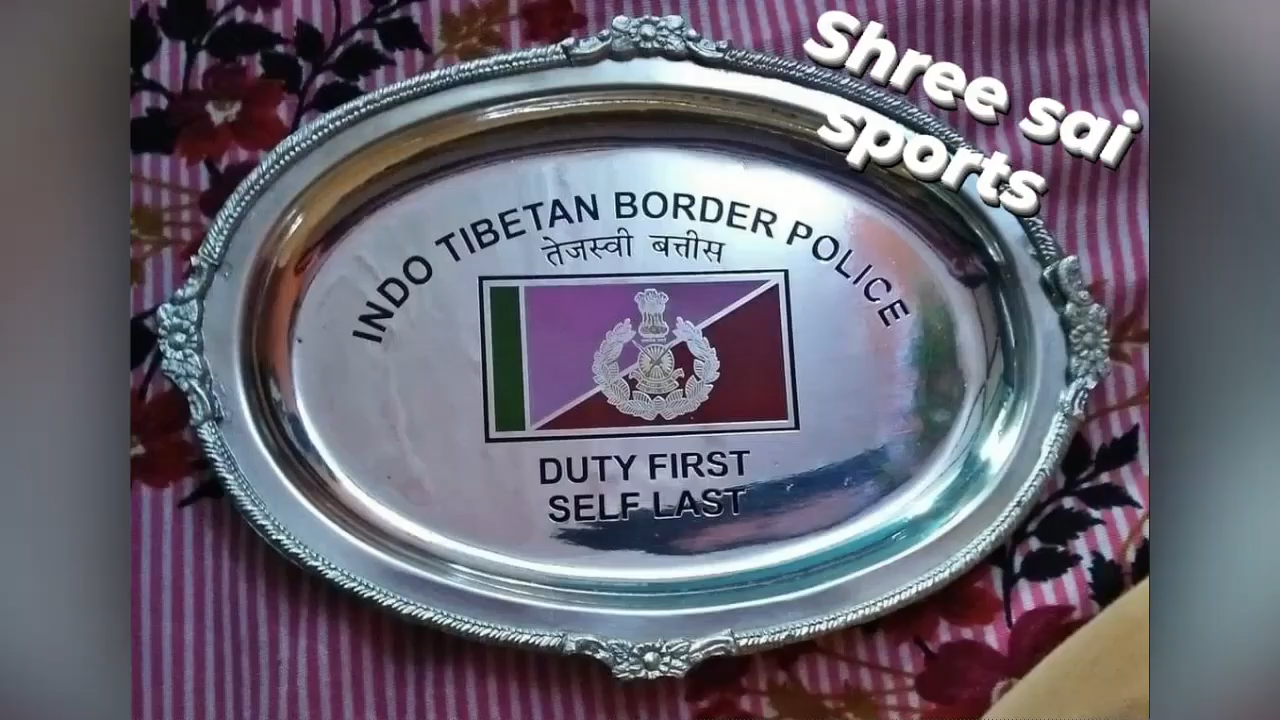 Shree sai
sports
INDO TIBETAN BORDER POLICE
तेजस्वी बत्तीस
DUTY FIRST
SELF LAST